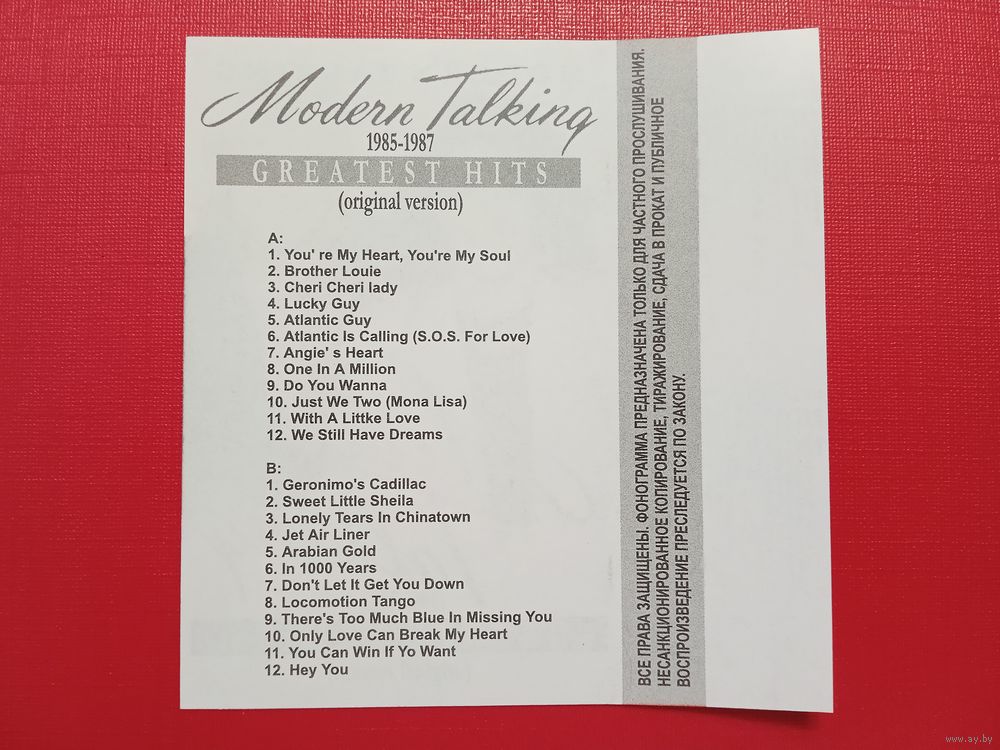 Modern Talking
1985-1987
GREATEST HITS
(original version)
A:
1. You' re My Heart, You're My Soul
2. Brother Louie
3. Cheri Cheri lady
4. Lucky Guy
5. Atlantic Guy
6. Atlantic Is Calling (S.O.S. For Love)
7. Angie' s Heart
8. One In A Million
9. Do You Wanna
10. Just We Two (Mona Lisa)
11. With A Littke Love
12. We Still Have Dreams
B:
1. Geronimo's Cadillac
2. Sweet Little Sheila
3. Lonely Tears In Chinatown
4. Jet Air Liner
5. Arabian Gold
6. In 1000 Years
7. Don't Let It Get You Down
8. Locomotion Tango
9. There's Too Much Blue In Missing You
10. Only Love Can Break My Heart
11. You Can Win If Yo Want
12. Hey You
ВСЕ ПРАВА ЗАЩИЩЕНЫ. ФОНОГРАММА ПРЕДНАЗНАЧЕНА ТОЛЬКО ДЛЯ ЧАСТНОГО ПРОСЛУШИВАНИЯ.
НЕСАНКЦИОНИРОВАННОЕ КОПИРОВАНИЕ, ТИРАЖИРОВАНИЕ, СДАЧА В ПРОКАТ И ПУБЛИЧНОЕ
ВОСПРОИЗВЕДЕНИЕ ПРЕСЛЕДУЕТСЯ ПО ЗАКОНУ.
www.ay.by